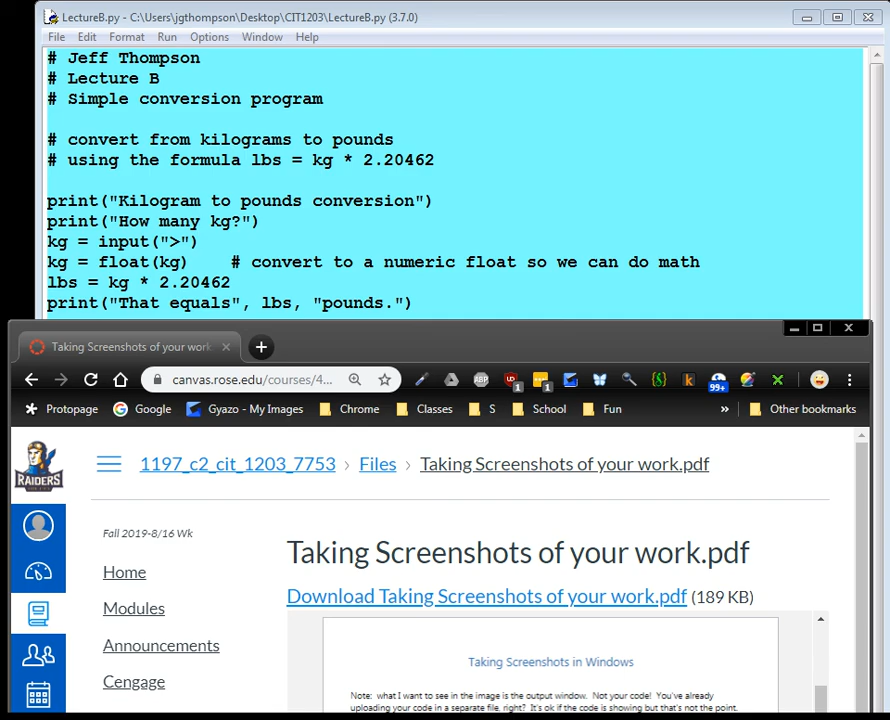 LectureB.py - C:\Users\jgthompson\Desktop\CIT1203\LectureB.py (3.7.0)
File Edit Format Run Options Window Help
# Jeff Thompson
# Lecture B
# Simple conversion program
# convert from kilograms to pounds
# using the formula lbs = kg * 2.20462
print("Kilogram to pounds conversion")
print("How many kg?")
kg = input(">")
kg = float(kg)    # convert to a numeric float so we can do math
lbs = kg * 2.20462
print("That equals", lbs, "pounds.")
Taking Screenshots of your work
canvas.rose.edu/courses/4...
ABP UD 1 1 {§} k 99+
Protopage Google Gyazo - My Images Chrome Classes S School Fun » Other bookmarks
RAIDERS
1197_c2_cit_1203_7753 › Files › Taking Screenshots of your work.pdf
Fall 2019-8/16 Wk
Taking Screenshots of your work.pdf
Home
Download Taking Screenshots of your work.pdf (189 KB)
Modules
Announcements
Cengage
Taking Screenshots in Windows
Note: what I want to see in the image is the output window. Not your code! You've already
uploading your code in a separate file, right? It's ok if the code is showing but that's not the point.